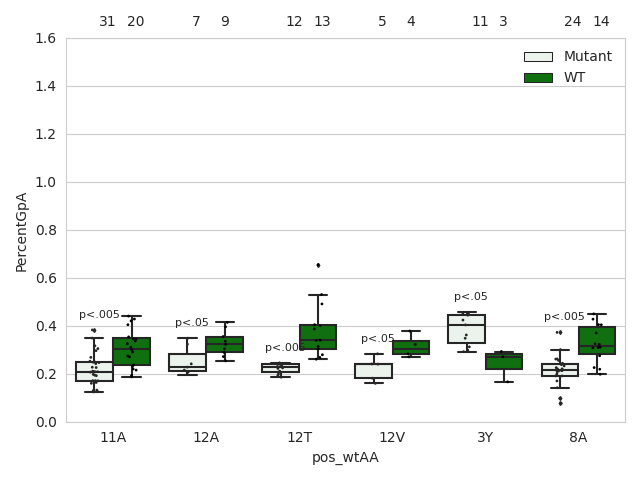 31 20 7 9 12 13 5 4 11 3 24 14
1.6
Mutant
WT
1.4
1.2
1.0
0.8
0.6
0.4
0.2
0.0
PercentGpA
p<.005
p<.05
p<.005
p<.05
p<.05
p<.005
11A 12A 12T 12V 3Y 8A
pos_wtAA